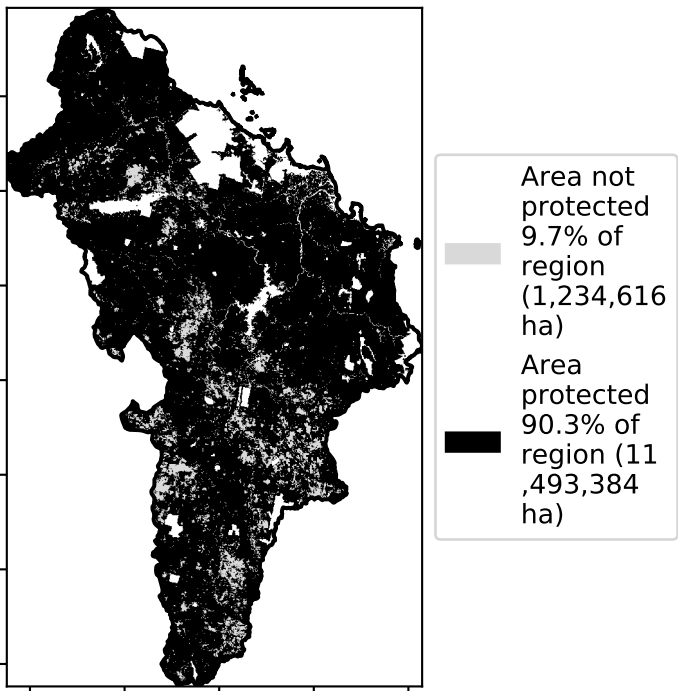 Area not
protected
9.7% of
region
(1,234,616
ha)
Area
protected
90.3% of
region (11
,493,384
ha)